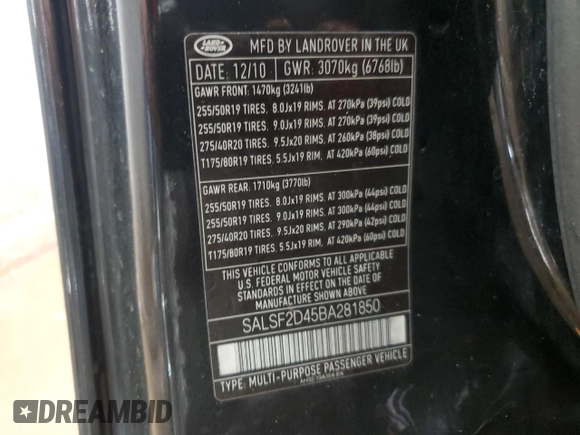 LAND
ROVER
MFD BY LANDROVER IN THE UK
DATE: 12/10 GWR: 3070kg (6768lb)
GAWR FRONT: 1470kg (3241lb)
255/50R19 TIRES, 8.0Jx19 RIMS, AT 270kPa (39psi) COLD
255/50R19 TIRES, 9.0Jx19 RIMS, AT 270kPa (39psi) COLD
275/40R20 TIRES, 9.5Jx20 RIMS, AT 260kPa (38psi) COLD
T175/80R19 TIRES, 5.5Jx19 RIM, AT 420kPa (60psi) COLD
GAWR REAR: 1710kg (3770lb)
255/50R19 TIRES, 8.0Jx19 RIMS, AT 300kPa (44psi) COLD
255/50R19 TIRES, 9.0Jx19 RIMS, AT 300kPa (44psi) COLD
275/40R20 TIRES, 9.5Jx20 RIMS, AT 290kPa (42psi) COLD
T175/80R19 TIRES, 5.5Jx19 RIM, AT 420kPa (60psi) COLD
THIS VEHICLE CONFORMS TO ALL APPLICABLE
U.S. FEDERAL MOTOR VEHICLE SAFETY
STANDARDS IN EFFECT ON THE DATE OF
MANUFACTURE SHOWN ABOVE.
SALSF2D45BA281850
TYPE: MULTI-PURPOSE PASSENGER VEHICLE
DREAMBID